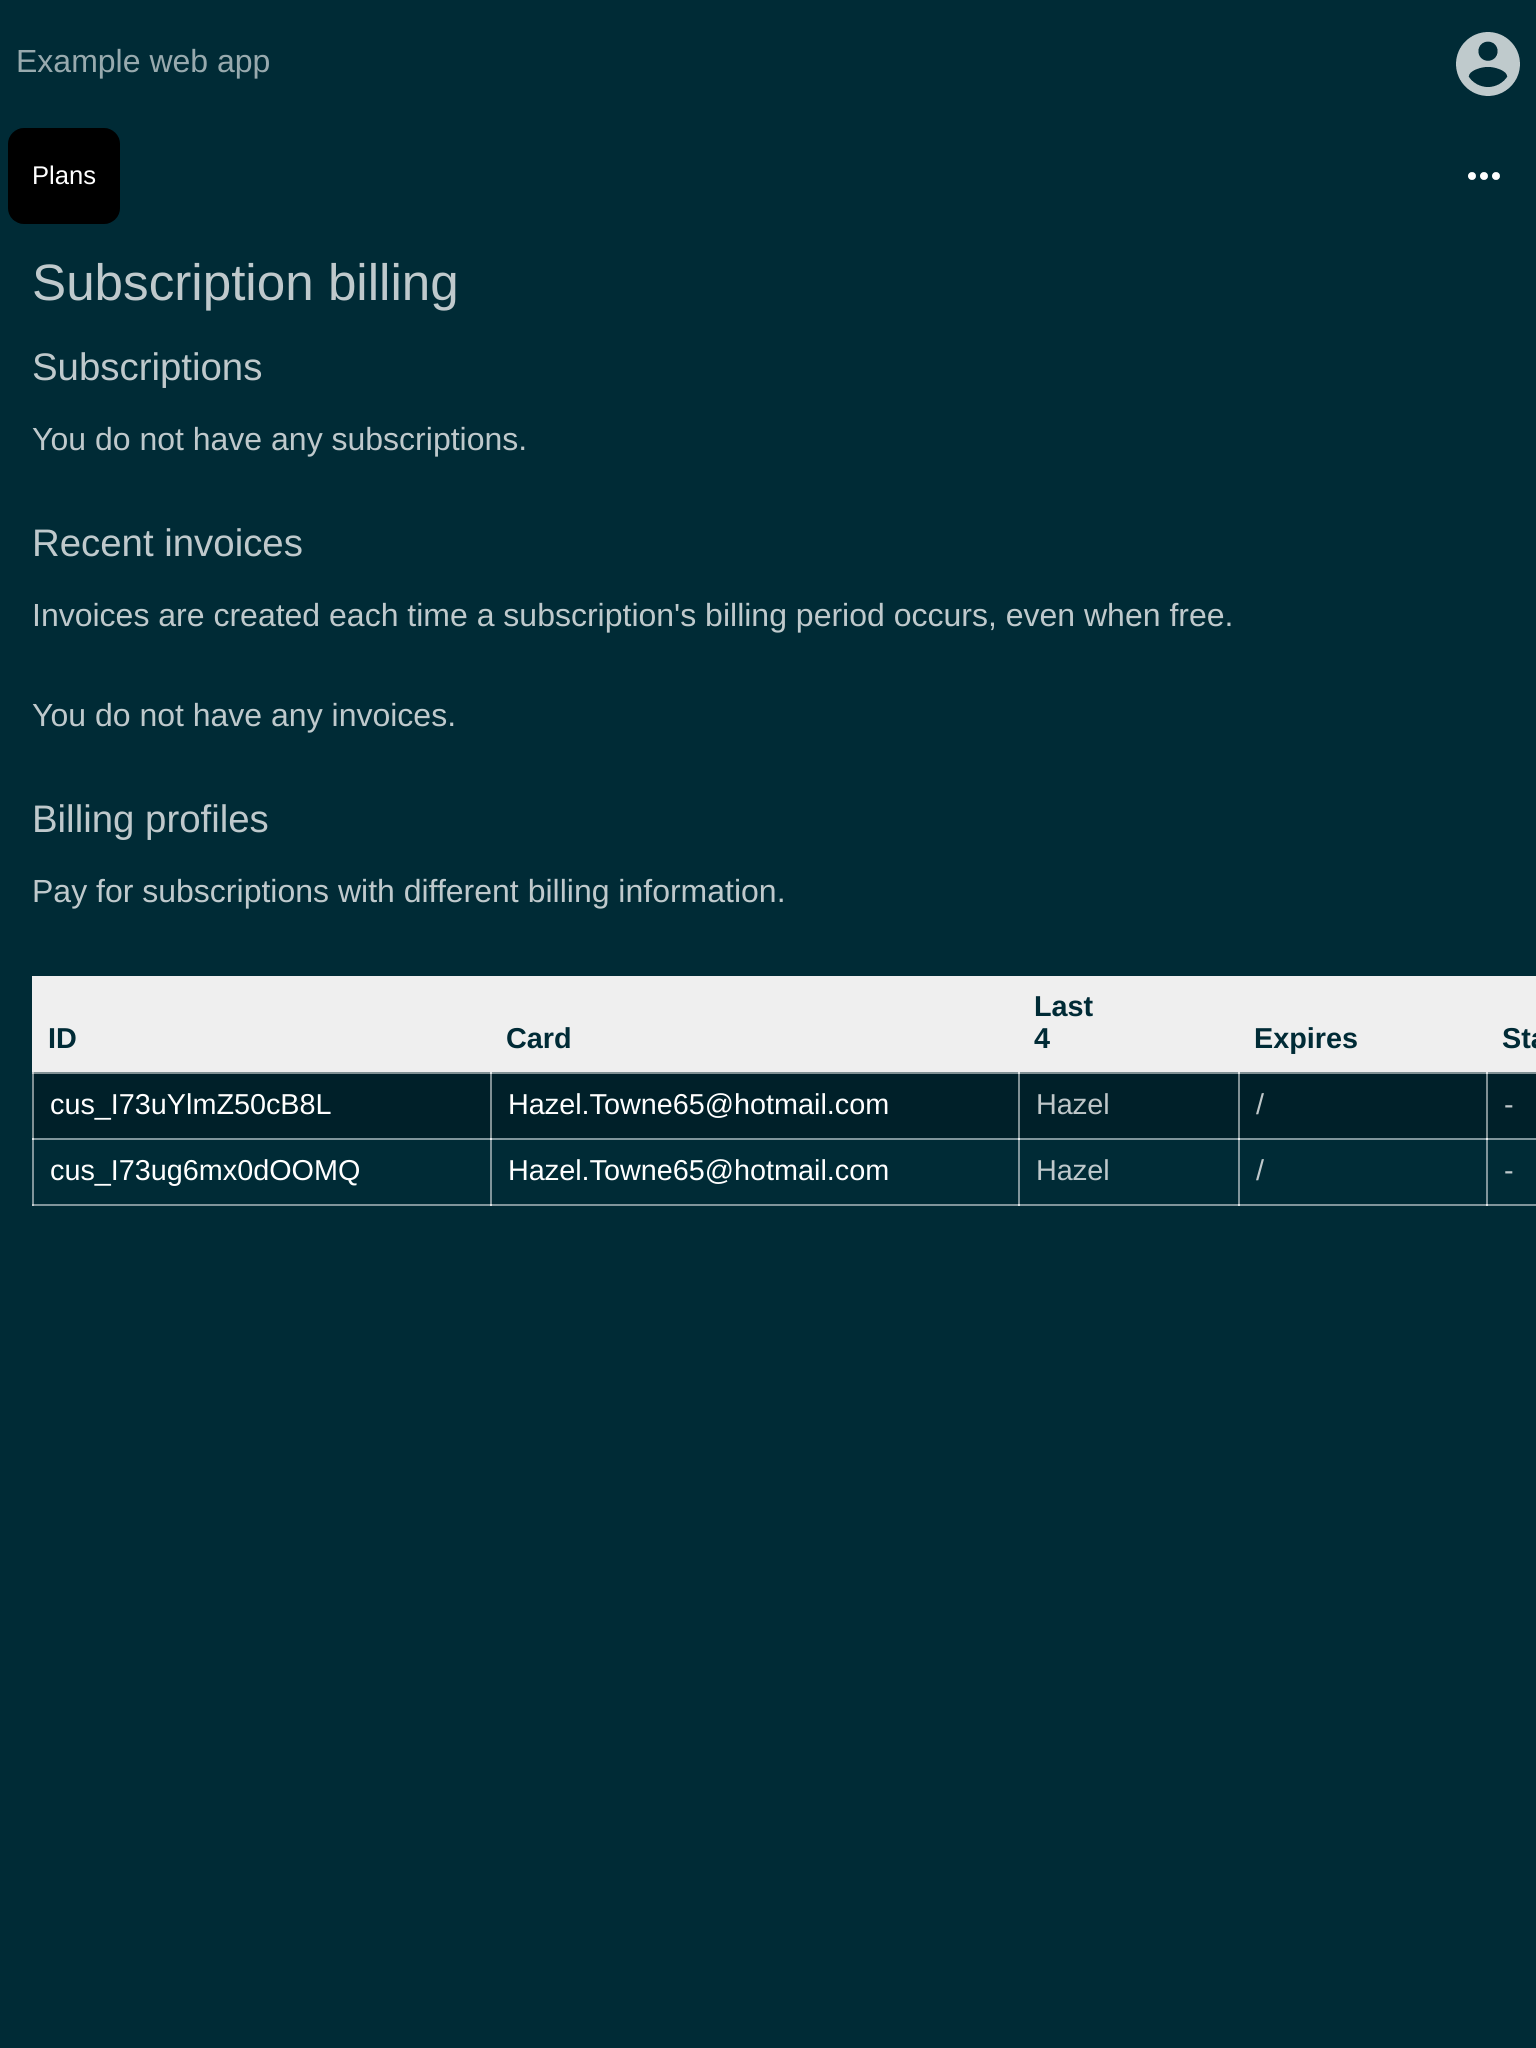 Example web app
Plans
Subscription billing
Subscriptions
You do not have any subscriptions.
Recent invoices
Invoices are created each time a subscription's billing period occurs, even when free.
You do not have any invoices.
Billing profiles
Pay for subscriptions with different billing information.
ID Card Last 4 Expires Sta
cus_I73uYlmZ50cB8L Hazel.Towne65@hotmail.com Hazel / -
cus_I73ug6mx0dOOMQ Hazel.Towne65@hotmail.com Hazel / -